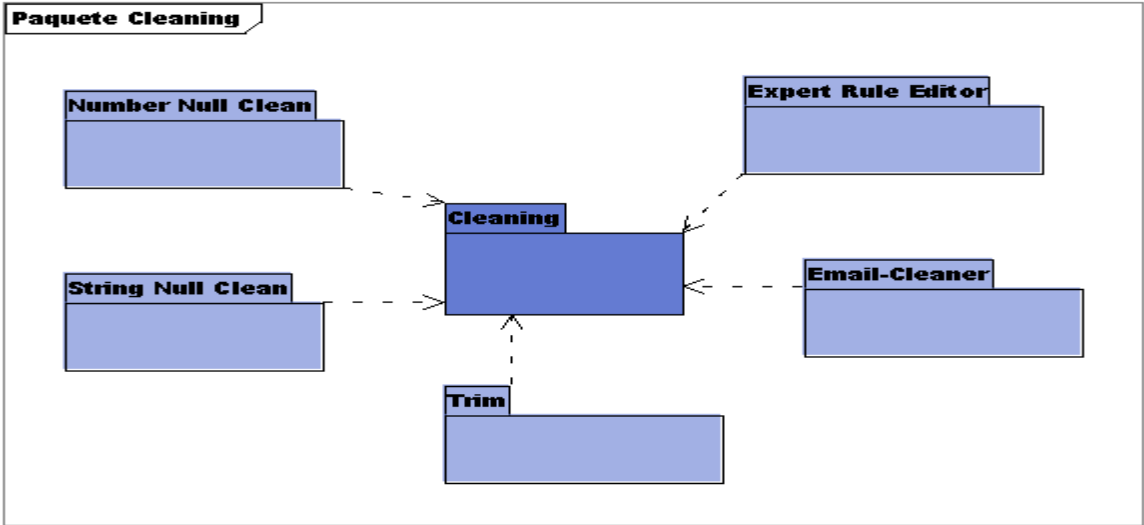 Paquete Cleaning
Number Null Clean
Expert Rule Editor
Cleaning
String Null Clean
Email-Cleaner
Trim